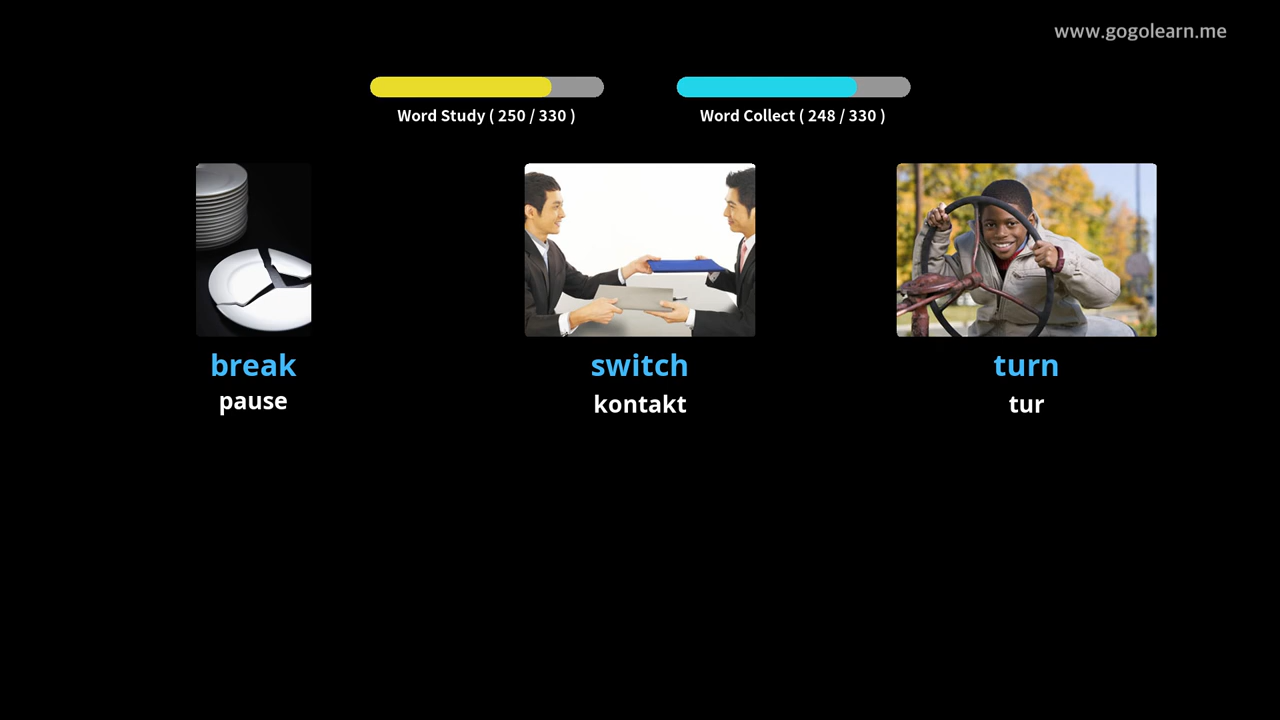 www.gogolearn.me
Word Study ( 250 / 330 )
Word Collect ( 248 / 330 )
break
switch
turn
pause
kontakt
tur